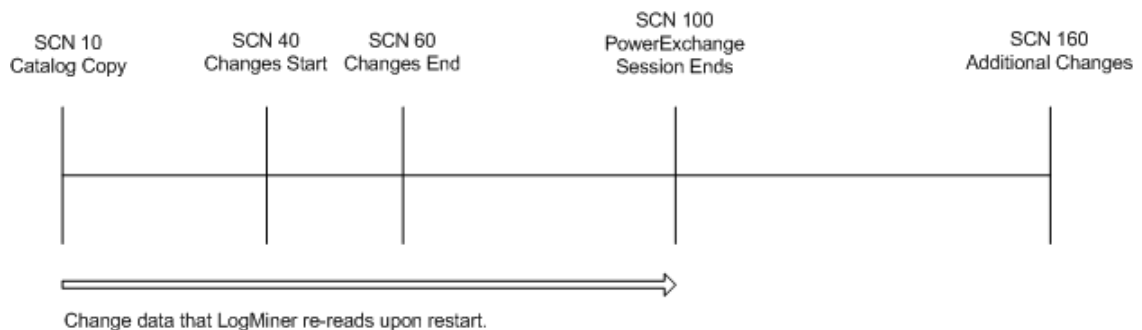 SCN 10
Catalog Copy
SCN 40
Changes Start
SCN 60
Changes End
SCN 100
PowerExchange
Session Ends
SCN 160
Additional Changes
Change data that LogMiner re-reads upon restart.